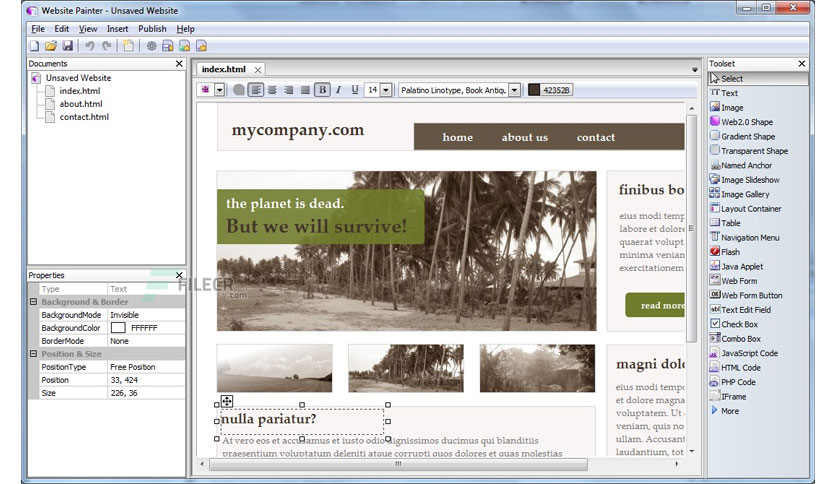 Website Painter - Unsaved Website
File Edit View Insert Publish Help
Documents
Unsaved Website
index.html
about.html
contact.html
Properties
Type Text
Background & Border
BackgroundMode Invisible
BackgroundColor FFFFFF
BorderMode None
Position & Size
PositionType Free Position
Position 33, 424
Size 226, 36
index.html
B I U 14 Palatino Linotype, Book Antiqu 42352B
mycompany.com
home about us contact
the planet is dead.
But we will survive!
finibus bo
eius modi temp
labore et dolore
quaerat volupt
minima veniam
exercitationem
read more
FILECR
.com
nulla pariatur?
At vero eos et accusamus et iusto odio dignissimos ducimus qui blanditiis
praesentium voluptatum deleniti atque corrupti quos dolores et quas molestias
magni dolo
eius modi temp
et dolore magna
voluptatem. Ut
veniam, quis no
ullam. Accusant
laudantium, tot
Toolset
Select
Text
Image
Web2.0 Shape
Gradient Shape
Transparent Shape
Named Anchor
Image Slideshow
Image Gallery
Layout Container
Table
Navigation Menu
Flash
Java Applet
Web Form
Web Form Button
Text Edit Field
Check Box
Combo Box
JavaScript Code
HTML Code
PHP Code
IFrame
More